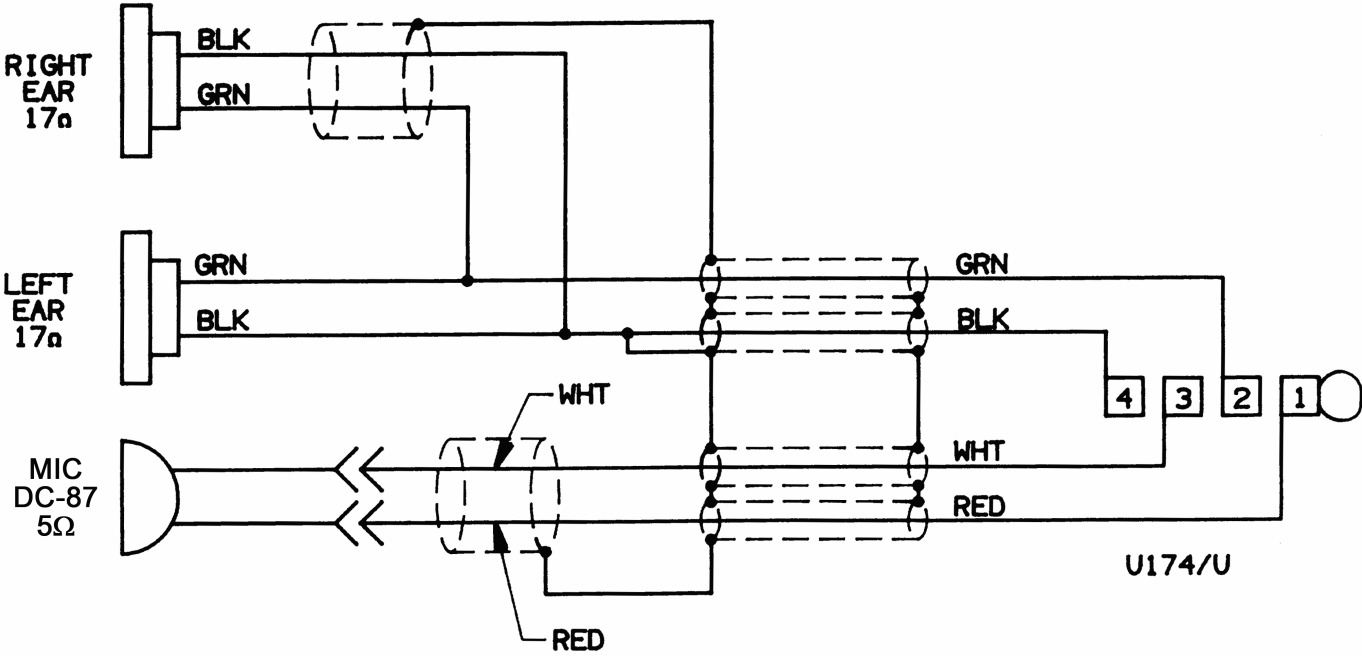 RIGHT
EAR
17Ω
BLK
GRN
LEFT
EAR
17Ω
GRN
BLK
GRN
BLK
4 3 2 1
WHT
MIC
DC-87
5Ω
WHT
RED
U174/U
RED